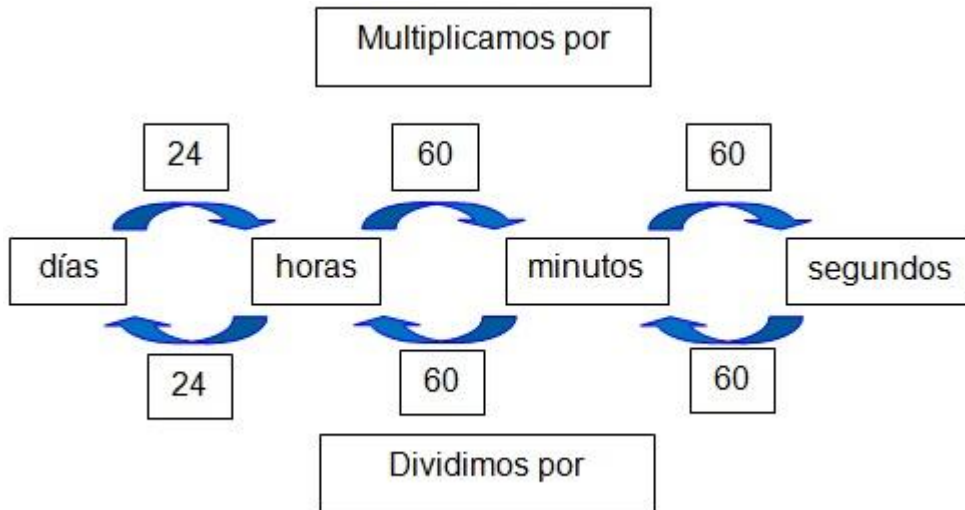 Multiplicamos por
24 60 60
días horas minutos segundos
24 60 60
Dividimos por